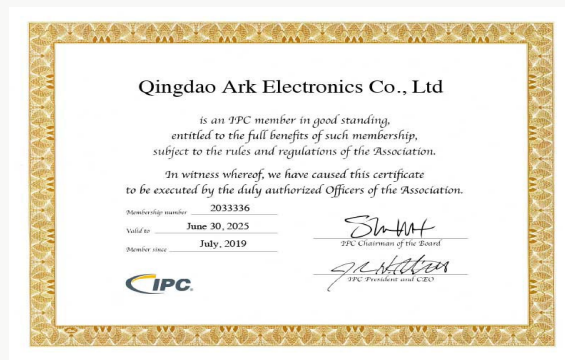 Qingdao Ark Electronics Co., Ltd
is an IPC member in good standing,
entitled to the full benefits of such membership,
subject to the rules and regulations of the Association.
In witness whereof, we have caused this certificate
to be executed by the duly authorized Officers of the Association.
Membership number 2033336
Valid to June 30, 2025
Member since July, 2019
IPC Chairman of the Board
IPC President and CEO
IPC